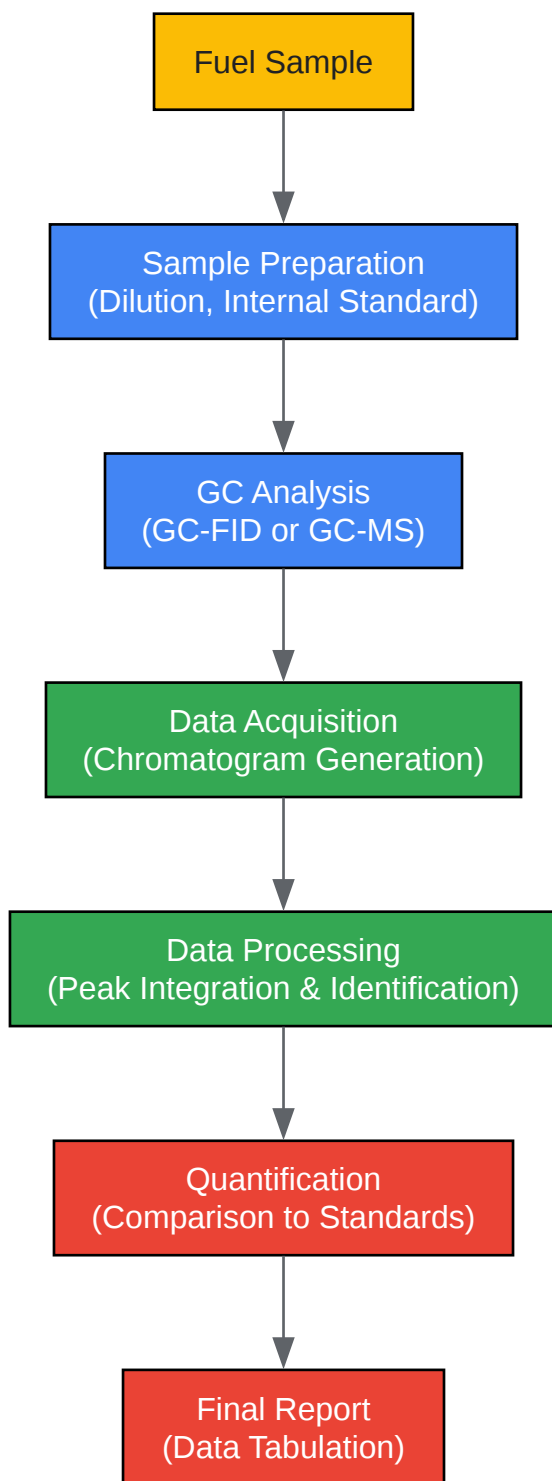 Fuel Sample
Sample Preparation
(Dilution, Internal Standard)
GC Analysis
(GC-FID or GC-MS)
Data Acquisition
(Chromatogram Generation)
Data Processing
(Peak Integration & Identification)
Quantification
(Comparison to Standards)
Final Report
(Data Tabulation)